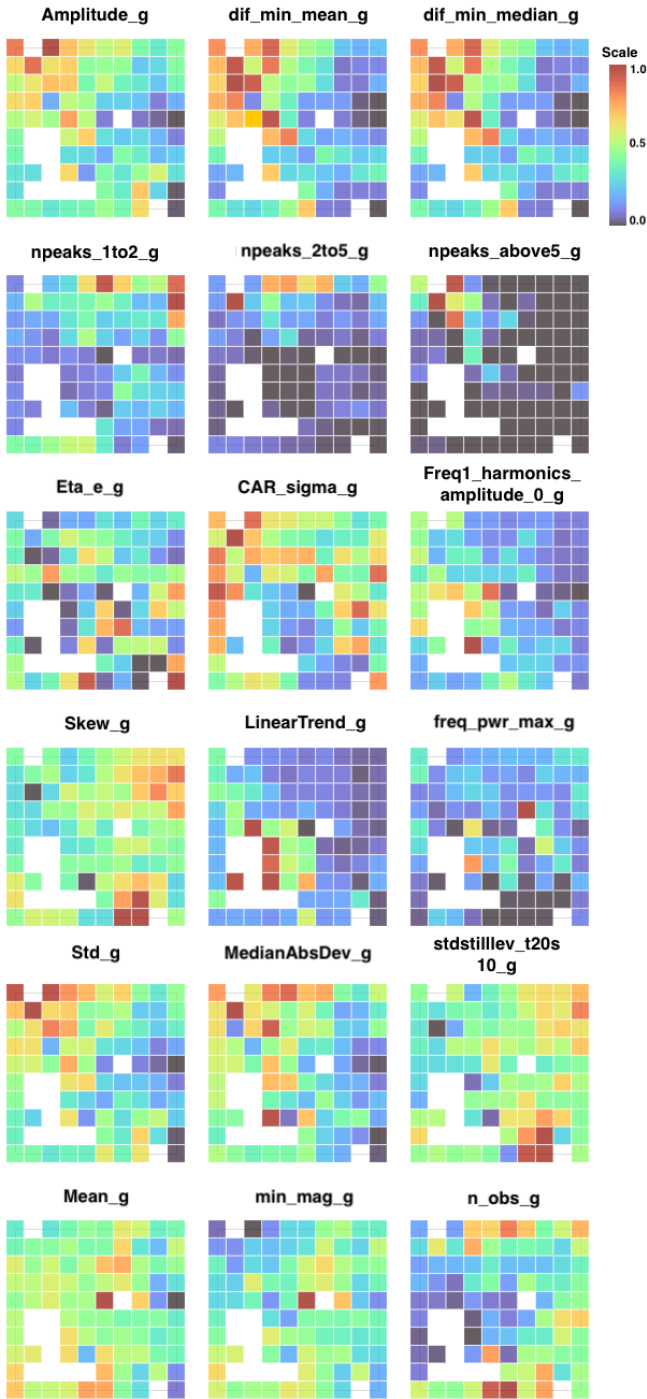 Amplitude_g
dif_min_mean_g
dif_min_median_g
Scale
1.0
0.5
0.0
npeaks_1to2_g
npeaks_2to5_g
npeaks_above5_g
Eta_e_g
CAR_sigma_g
Freq1_harmonics_
amplitude_0_g
Skew_g
LinearTrend_g
freq_pwr_max_g
Std_g
MedianAbsDev_g
stdstilllev_t20s
10_g
Mean_g
min_mag_g
n_obs_g